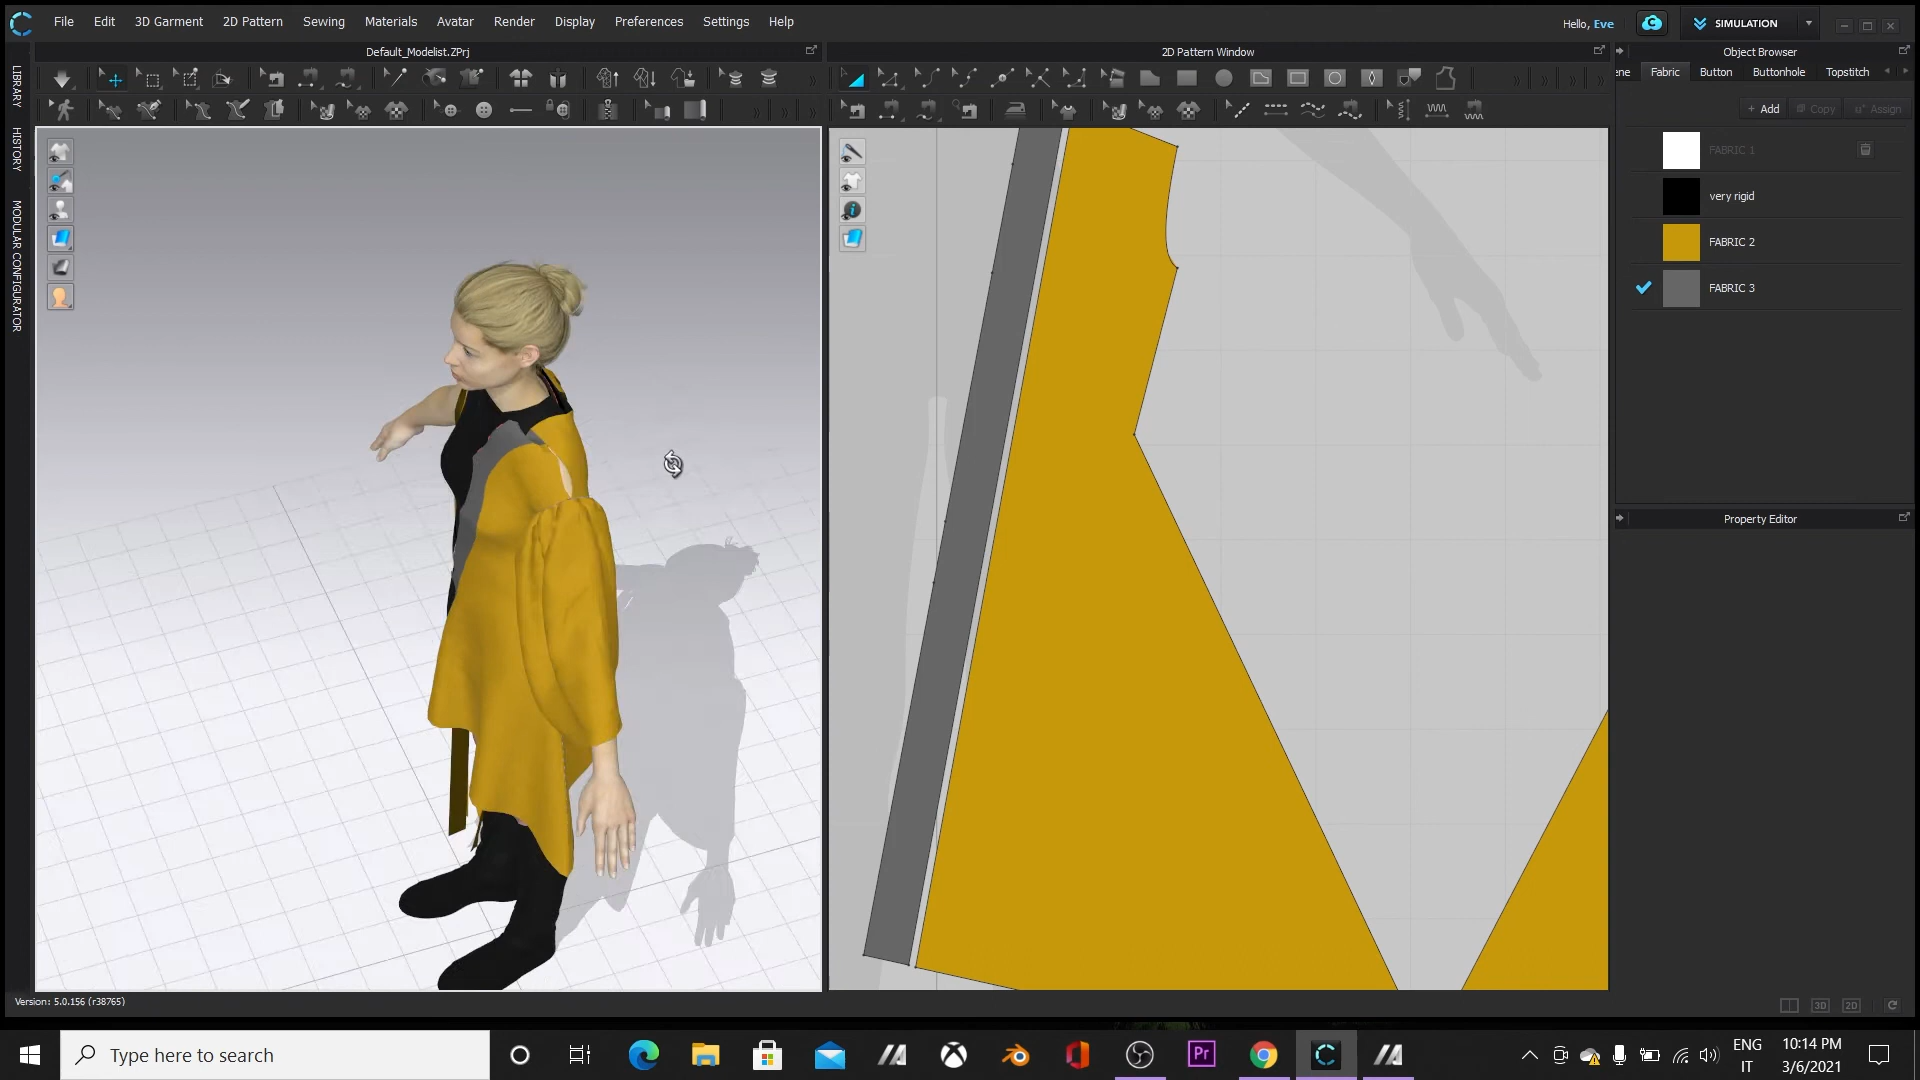 File Edit 3D Garment 2D Pattern Sewing Materials Avatar Render Display Preferences Settings Help
Hello, Eve
SIMULATION
Default_Modelist.ZPrj
2D Pattern Window
Object Browser
ene Fabric Button Buttonhole Topstitch
+ Add Copy Assign
FABRIC 1
very rigid
FABRIC 2
FABRIC 3
Property Editor
LIBRARY
HISTORY
MODULAR CONFIGURATOR
Version: 5.0.156 (r38765)
3D 2D
Type here to search
Pr
ENG
IT
10:14 PM
3/6/2021